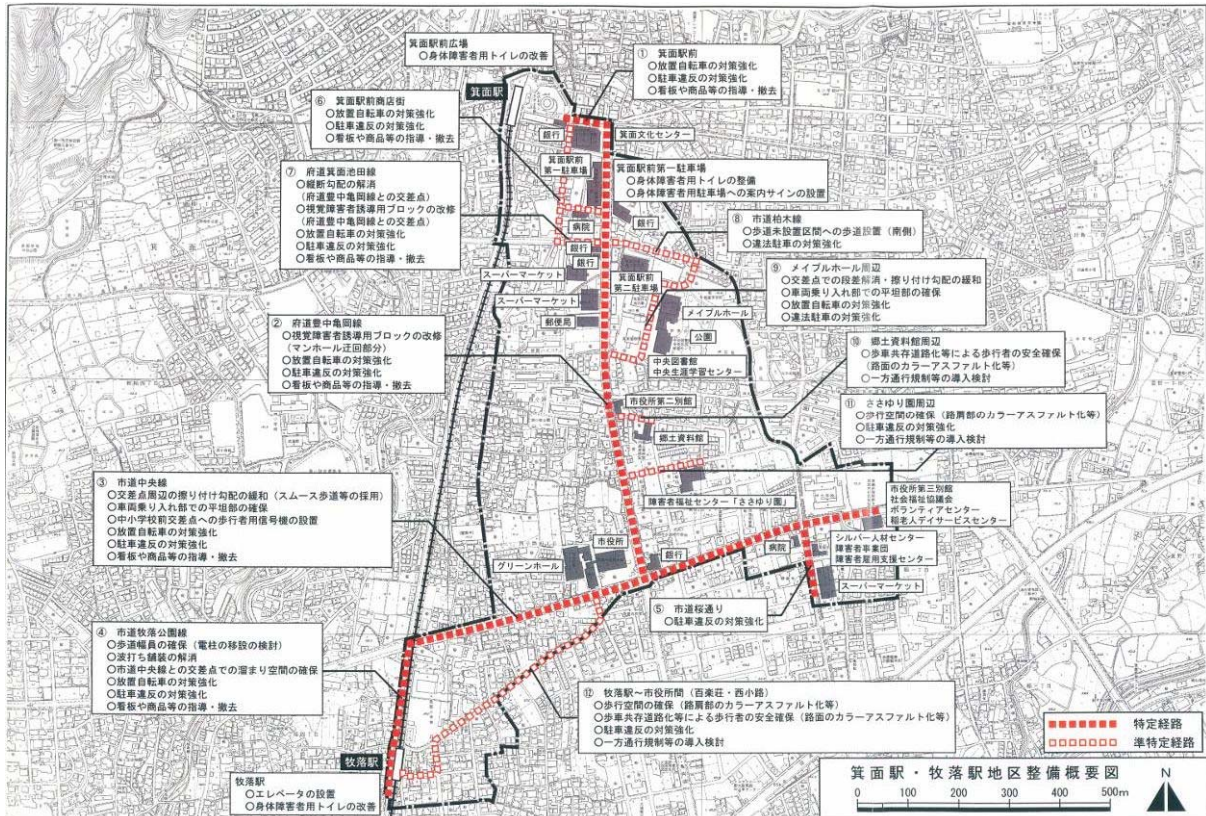 箕面駅前広場
○身体障害者用トイレの改善
箕面駅
① 箕面駅前
○放置自転車の対策強化
○駐車違反の対策強化
○看板や商品等の指導・撤去
⑥ 箕面駅前商店街
○放置自転車の対策強化
○駐車違反の対策強化
○看板や商品等の指導・撤去
銀行
箕面文化センター
箕面駅前
第一駐車場
箕面駅前第一駐車場
○身体障害者用トイレの整備
○身体障害者用駐車場への案内サインの設置
⑦ 府道箕面池田線
○縦断勾配の解消
(府道豊中亀岡線との交差点)
○視覚障害者誘導用ブロックの改修
(府道豊中亀岡線との交差点)
○放置自転車の対策強化
○駐車違反の対策強化
○看板や商品等の指導・撤去
病院
銀行
⑧ 市道柏木線
○歩道未設置区間への歩道設置(南側)
○違法駐車の対策強化
銀行
銀行
スーパーマーケット
箕面駅前
第二駐車場
⑨ メイプルホール周辺
○交差点での段差解消・擦り付け勾配の緩和
○車両乗り入れ部での平坦部の確保
○放置自転車の対策強化
○違法駐車の対策強化
スーパーマーケット
郵便局
メイプルホール
公園
② 府道豊中亀岡線
○視覚障害者誘導用ブロックの改修
(マンホール迂回部分)
○放置自転車の対策強化
○駐車違反の対策強化
○看板や商品等の指導・撤去
中央図書館
中央生涯学習センター
⑩ 郷土資料館周辺
○歩車共存道路化等による歩行者の安全確保
(路面のカラーアスファルト化等)
○一方通行規制等の導入検討
市役所第二別館
郷土資料館
⑪ ささゆり園周辺
○歩行空間の確保(路肩部のカラーアスファルト化等)
○駐車違反の対策強化
○一方通行規制等の導入検討
障害者福祉センター「ささゆり園」
③ 市道中央線
○交差点周辺の擦り付け勾配の緩和(スムース歩道等の採用)
○車両乗り入れ部での平坦部の確保
○中小学校前交差点への歩行者用信号機の設置
○放置自転車の対策強化
○駐車違反の対策強化
○看板や商品等の指導・撤去
市役所第三別館
社会福祉協議会
ボランティアセンター
稲老人デイサービスセンター
市役所
グリーンホール
銀行
病院
シルバー人材センター
障害者事業団
障害者雇用支援センター
スーパーマーケット
⑤ 市道桜通り
○駐車違反の対策強化
④ 市道牧落公園線
○歩道幅員の確保(電柱の移設の検討)
○波打ち舗装の解消
○市道中央線との交差点での溜まり空間の確保
○放置自転車の対策強化
○駐車違反の対策強化
○看板や商品等の指導・撤去
⑫ 牧落駅～市役所間(百楽荘・西小路)
○歩行空間の確保(路肩部のカラーアスファルト化等)
○歩車共存道路化等による歩行者の安全確保(路面のカラーアスファルト化等)
○駐車違反の対策強化
○一方通行規制等の導入検討
牧落駅
牧落駅
○エレベータの設置
○身体障害者用トイレの改善
特定経路
準特定経路
箕面駅・牧落駅地区整備概要図
N
0 100 200 300 500m